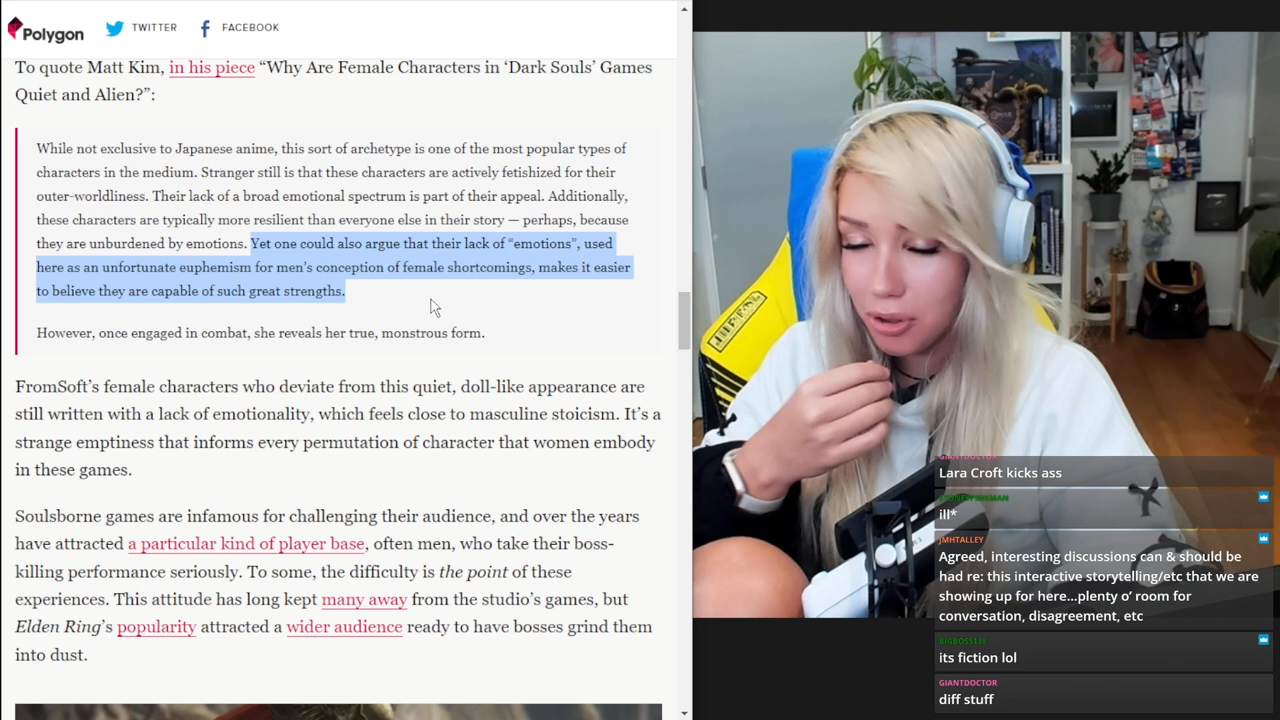 Polygon
TWITTER
FACEBOOK
To quote Matt Kim, in his piece “Why Are Female Characters in ‘Dark Souls’ Games
Quiet and Alien?”:
While not exclusive to Japanese anime, this sort of archetype is one of the most popular types of
characters in the medium. Stranger still is that these characters are actively fetishized for their
outer-worldliness. Their lack of a broad emotional spectrum is part of their appeal. Additionally,
these characters are typically more resilient than everyone else in their story — perhaps, because
they are unburdened by emotions. Yet one could also argue that their lack of “emotions”, used
here as an unfortunate euphemism for men’s conception of female shortcomings, makes it easier
to believe they are capable of such great strengths.
However, once engaged in combat, she reveals her true, monstrous form.
FromSoft’s female characters who deviate from this quiet, doll-like appearance are
still written with a lack of emotionality, which feels close to masculine stoicism. It’s a
strange emptiness that informs every permutation of character that women embody
in these games.
Soulsborne games are infamous for challenging their audience, and over the years
have attracted a particular kind of player base, often men, who take their boss-
killing performance seriously. To some, the difficulty is the point of these
experiences. This attitude has long kept many away from the studio’s games, but
Elden Ring’s popularity attracted a wider audience ready to have bosses grind them
into dust.
GIANTDOCTOR
Lara Croft kicks ass
ill*
JMHTALLEY
Agreed, interesting discussions can & should be
had re: this interactive storytelling/etc that we are
showing up for here...plenty o’ room for
conversation, disagreement, etc
BIGBOSS138
its fiction lol
GIANTDOCTOR
diff stuff